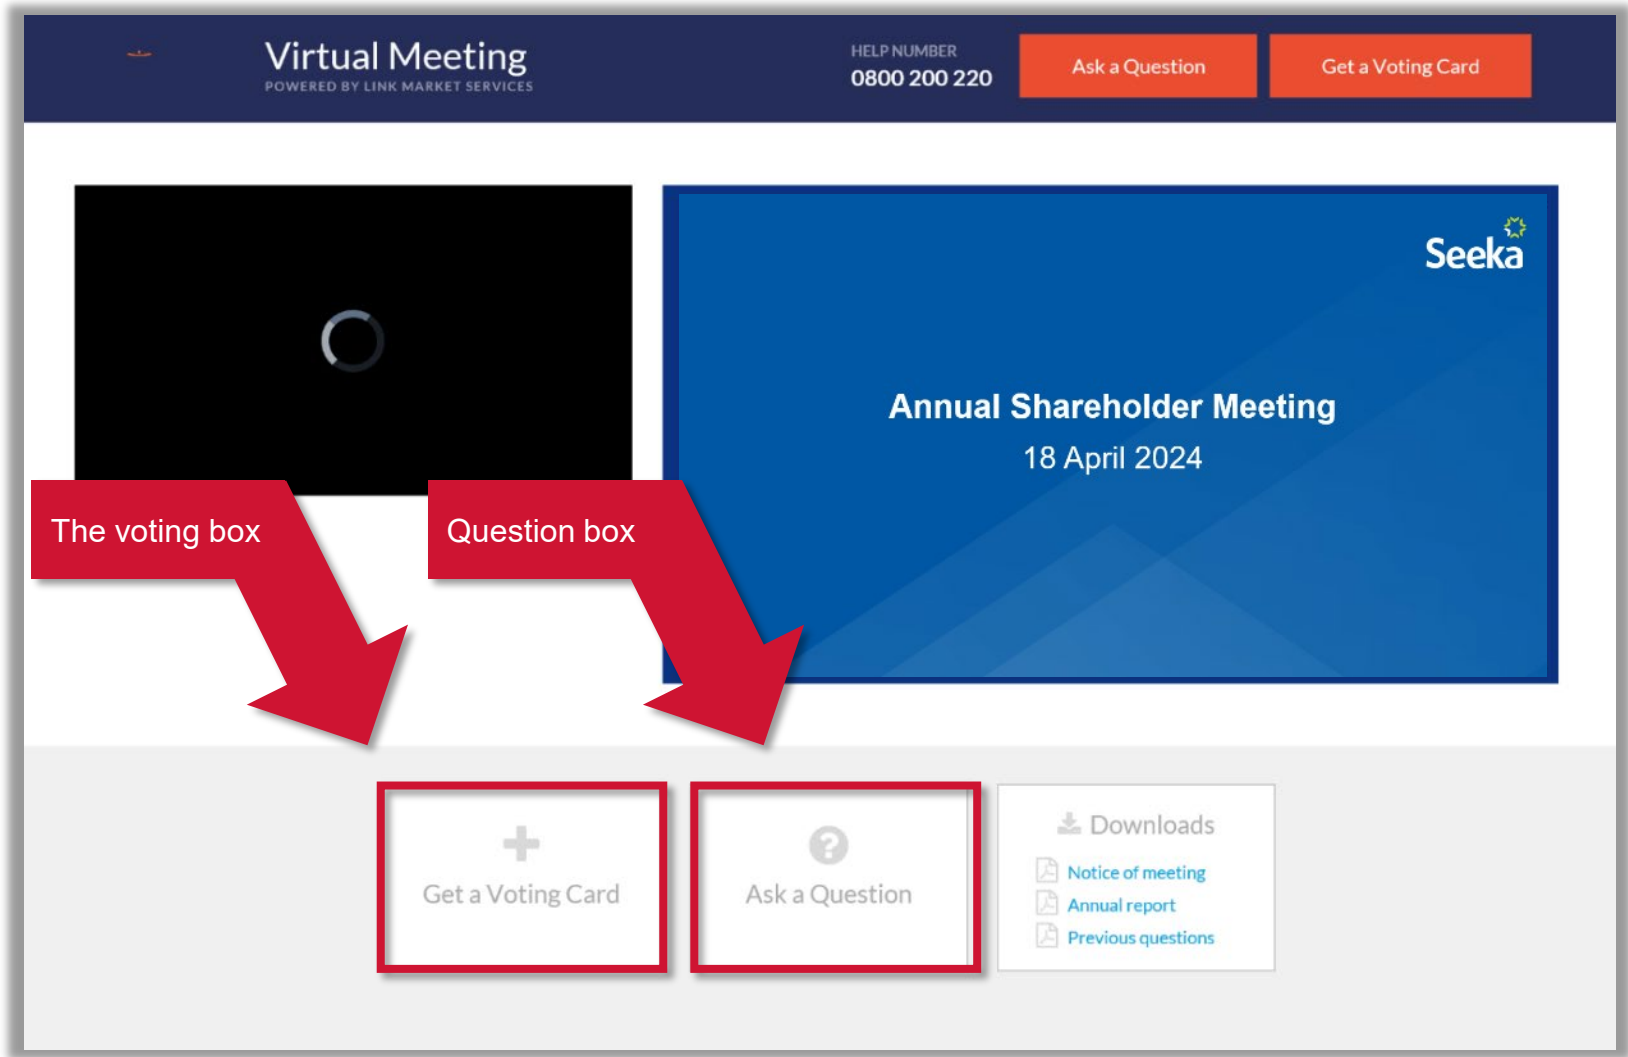 Virtual Meeting
POWERED BY LINK MARKET SERVICES
HELP NUMBER
0800 200 220
Ask a Question
Get a Voting Card
Seeka
Annual Shareholder Meeting
18 April 2024
The voting box
Question box
Get a Voting Card
Ask a Question
Downloads
Notice of meeting
Annual report
Previous questions